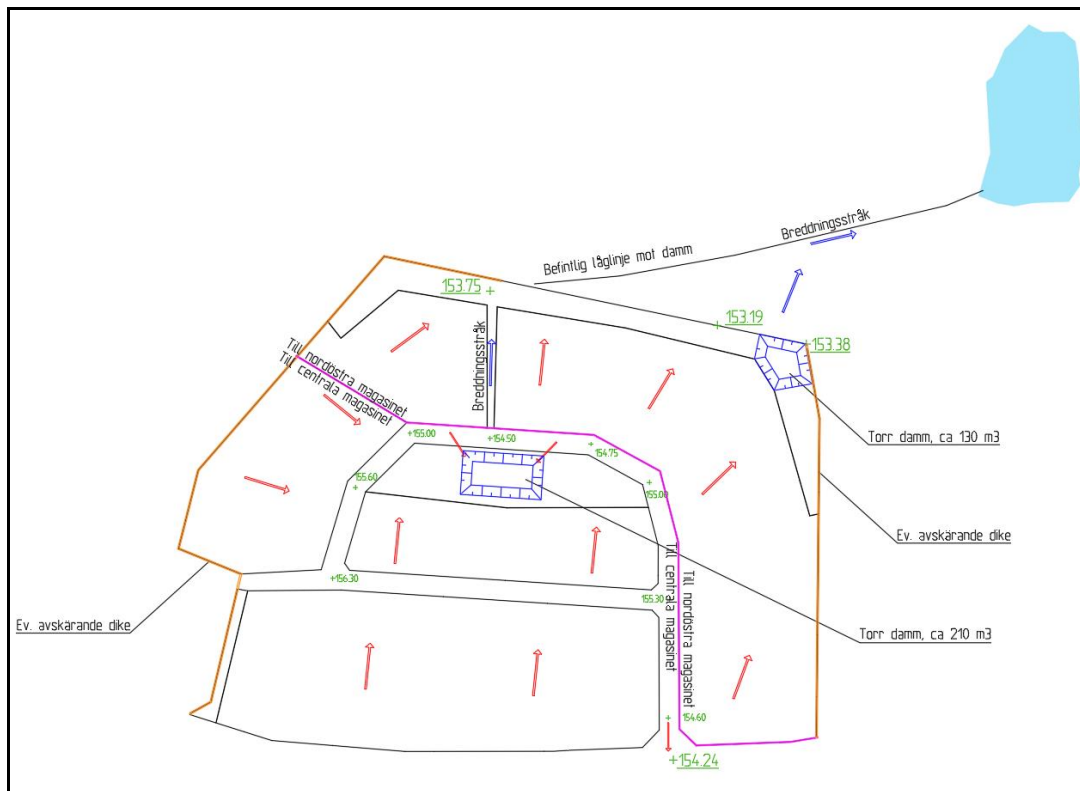 Breddningsstråk
Befintlig låglinje mot damm
153.75
153.19
153.38
Breddningsstråk
Till nordöstra magasinet
Till centrala magasinet
+155.00
+154.50
154.75
Torr damm, ca 130 m3
155.60
155.00
Ev. avskärande dike
Till centrala magasinet
Till nordöstra magasinet
+156.30
155.30
Ev. avskärande dike
Torr damm, ca 210 m3
154.60
+154.24